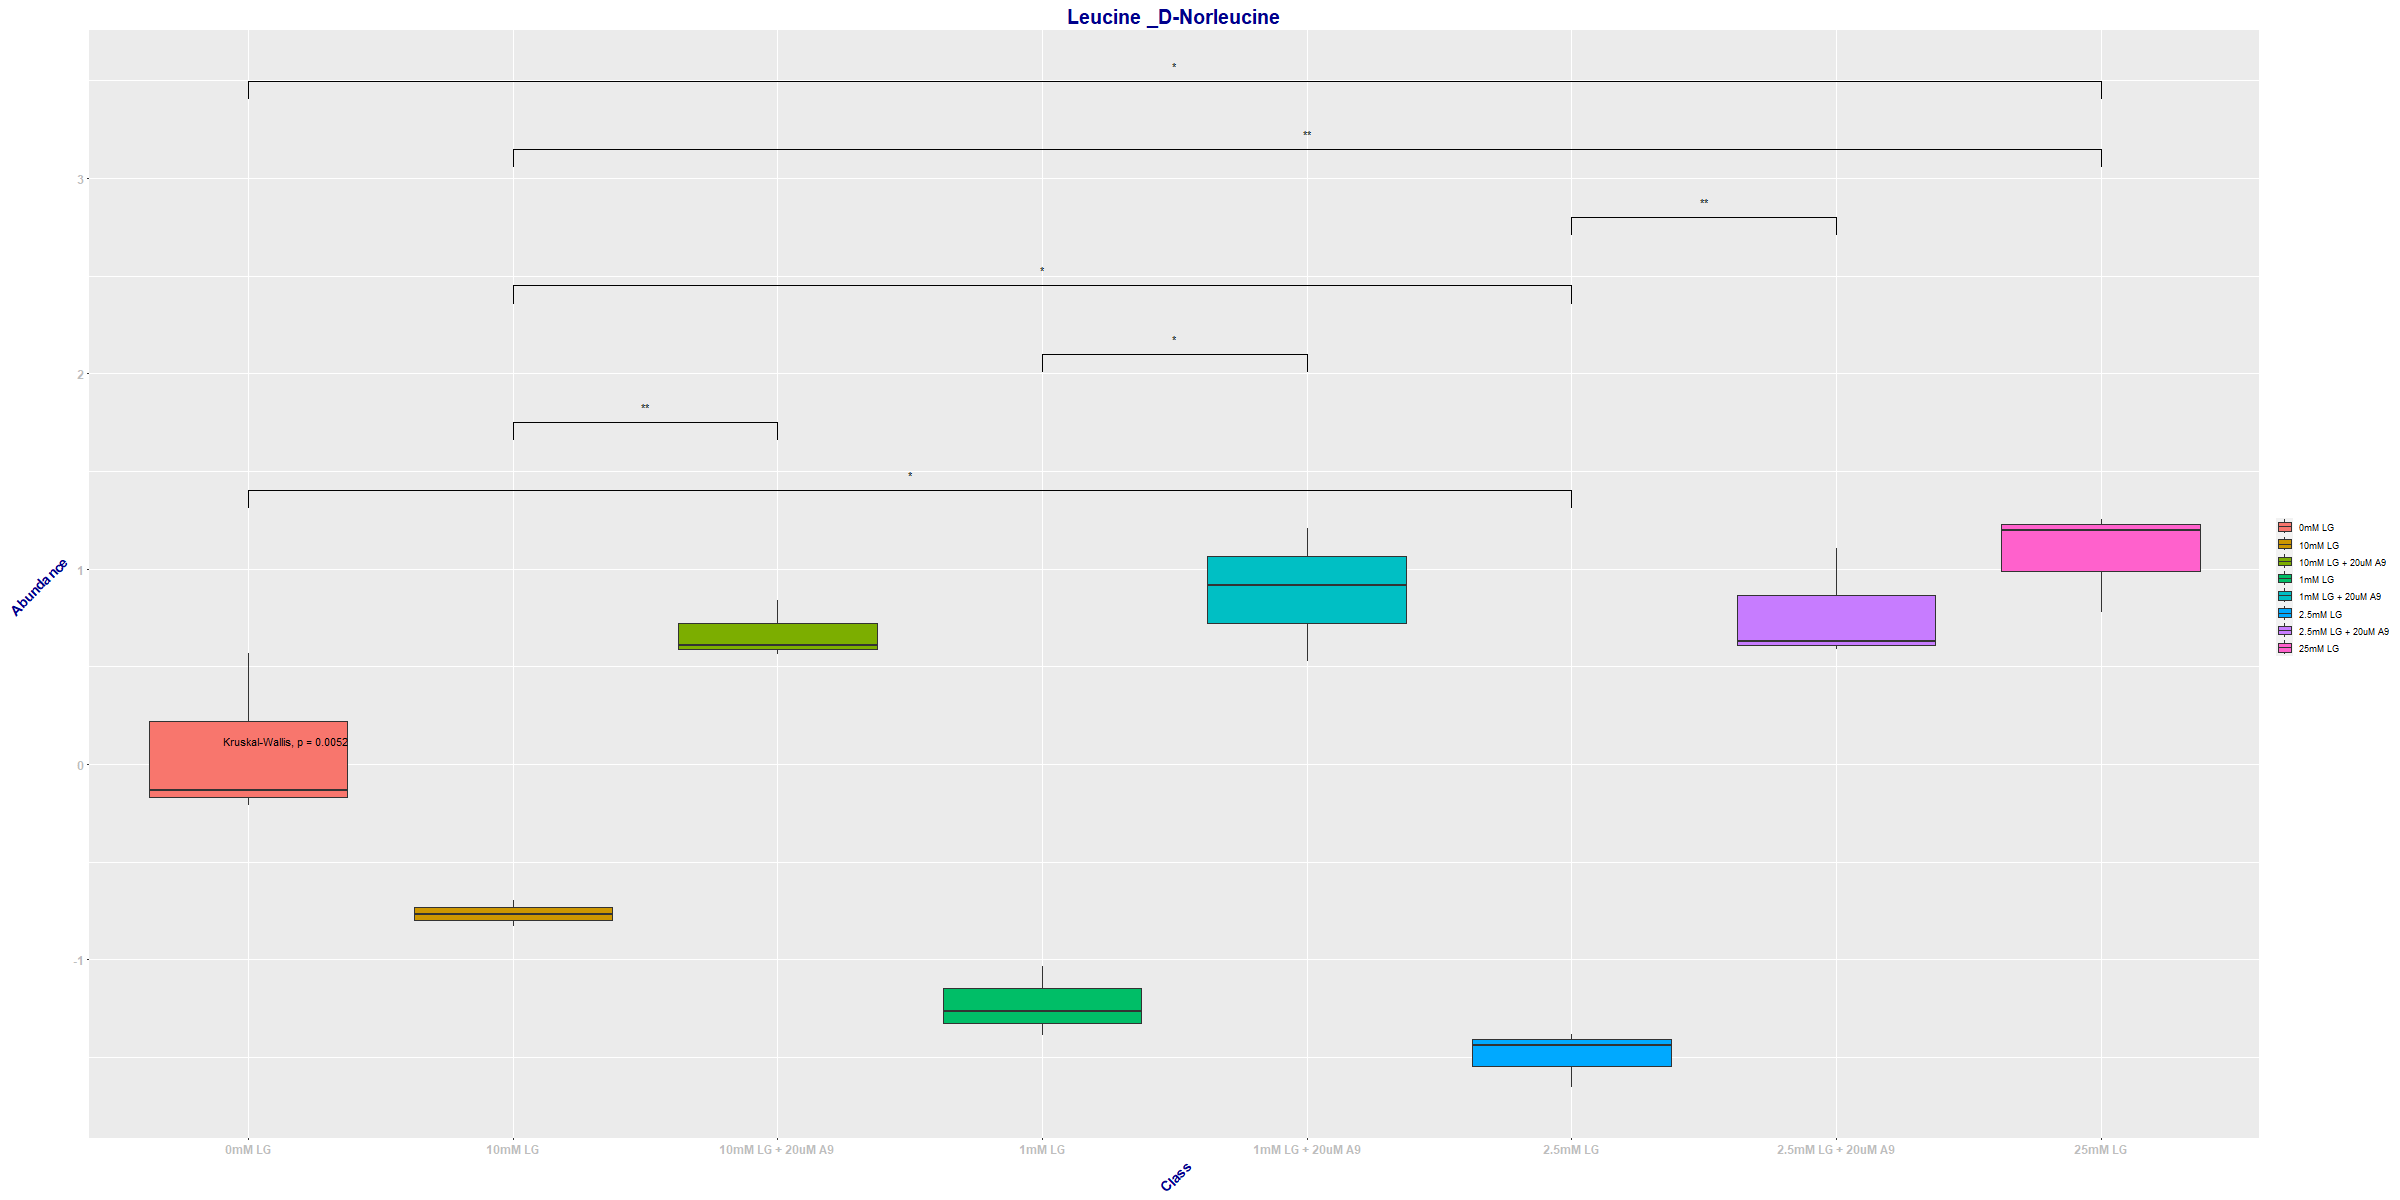 Leucine _D-Norleucine
*
**
**
*
*
**
*
3
2
1
0
-1
Abundance
Kruskal-Wallis, p = 0.0052
0mM LG
10mM LG
10mM LG + 20uM A9
1mM LG
1mM LG + 20uM A9
2.5mM LG
2.5mM LG + 20uM A9
25mM LG
Class
0mM LG
10mM LG
10mM LG + 20uM A9
1mM LG
1mM LG + 20uM A9
2.5mM LG
2.5mM LG + 20uM A9
25mM LG